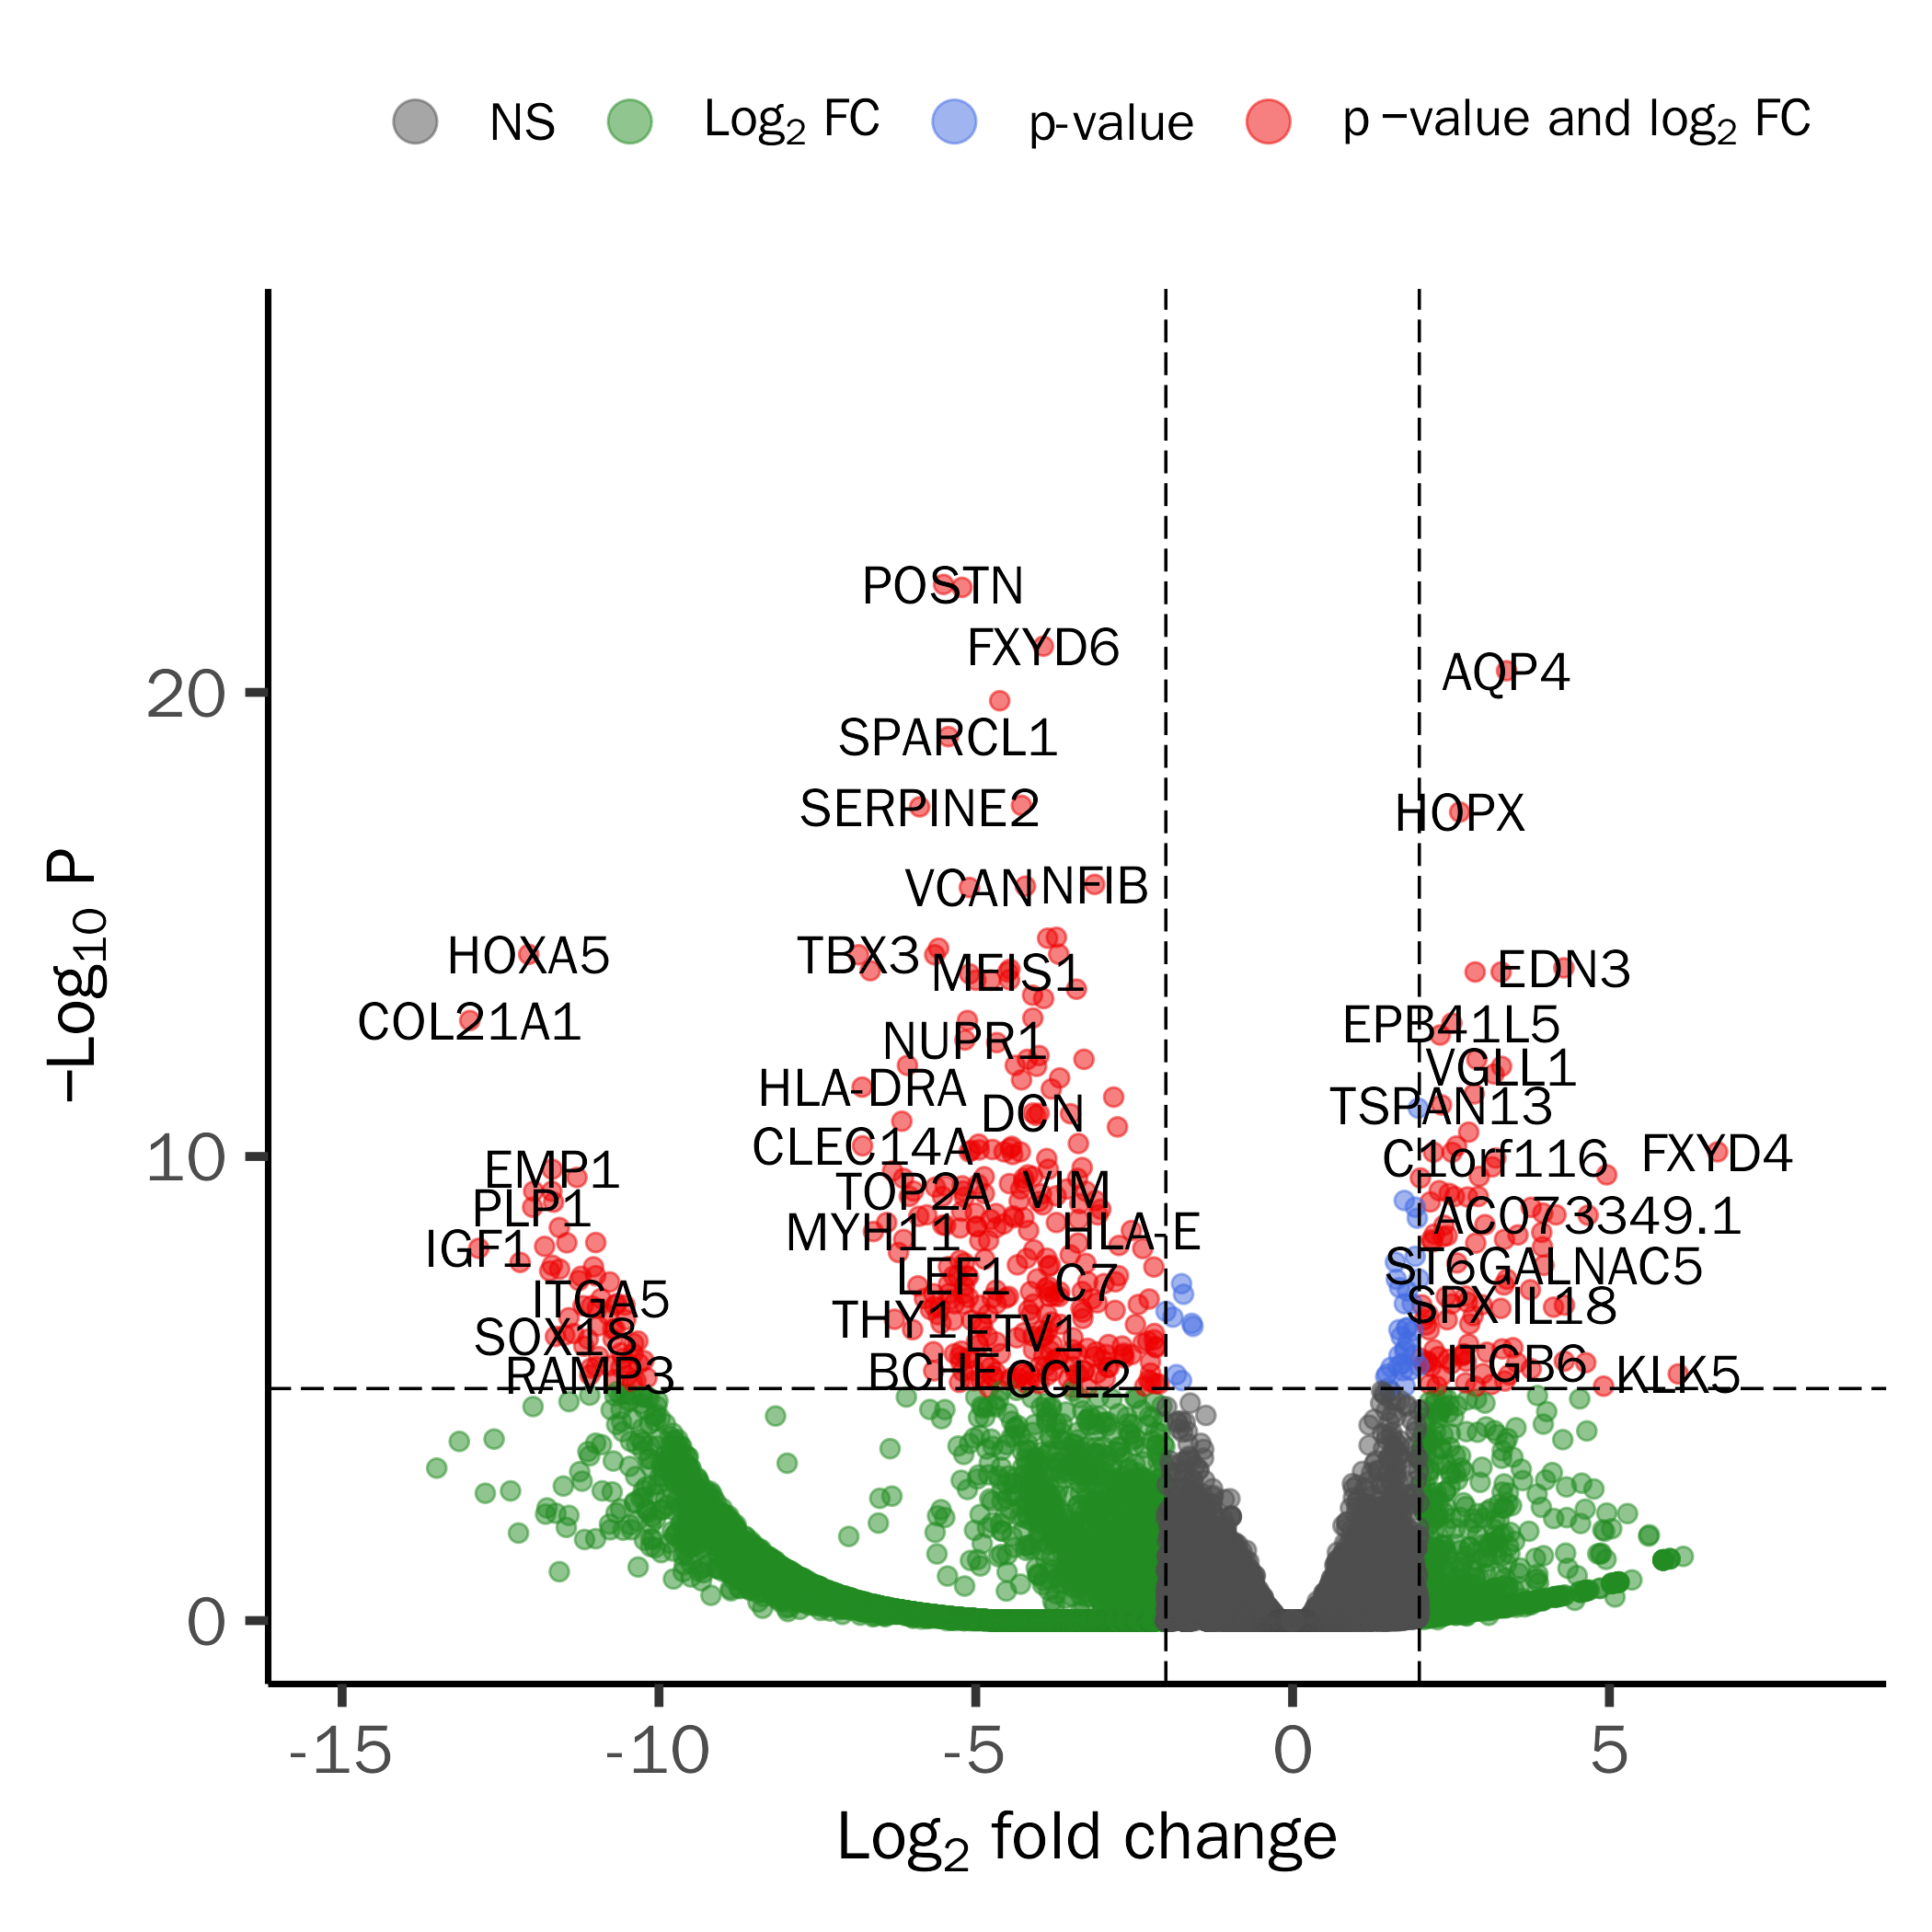 NS Log₂ FC p-value p −value and log₂ FC
POSTN
FXYD6
AQP4
SPARCL1
SERPINE2
HOPX
VCAN NFIB
HOXA5 TBX3 MEIS1 EDN3
COL21A1 EPB41L5
NUPR1 VGLL1
HLA-DRA DCN TSPAN13
CLEC14A C1orf116 FXYD4
EMP1 TOP2A VIM
PLP1 MYH11 HLA-E AC073349.1
IGF1 LEF1 C7 ST6GALNAC5
ITGA5 THY1 ETV1 SPX IL18
SOX18 BCHE CCL2 ITGB6 KLK5
RAMP3
20
10
0
−Log₁₀ P
-15 -10 -5 0 5
Log₂ fold change